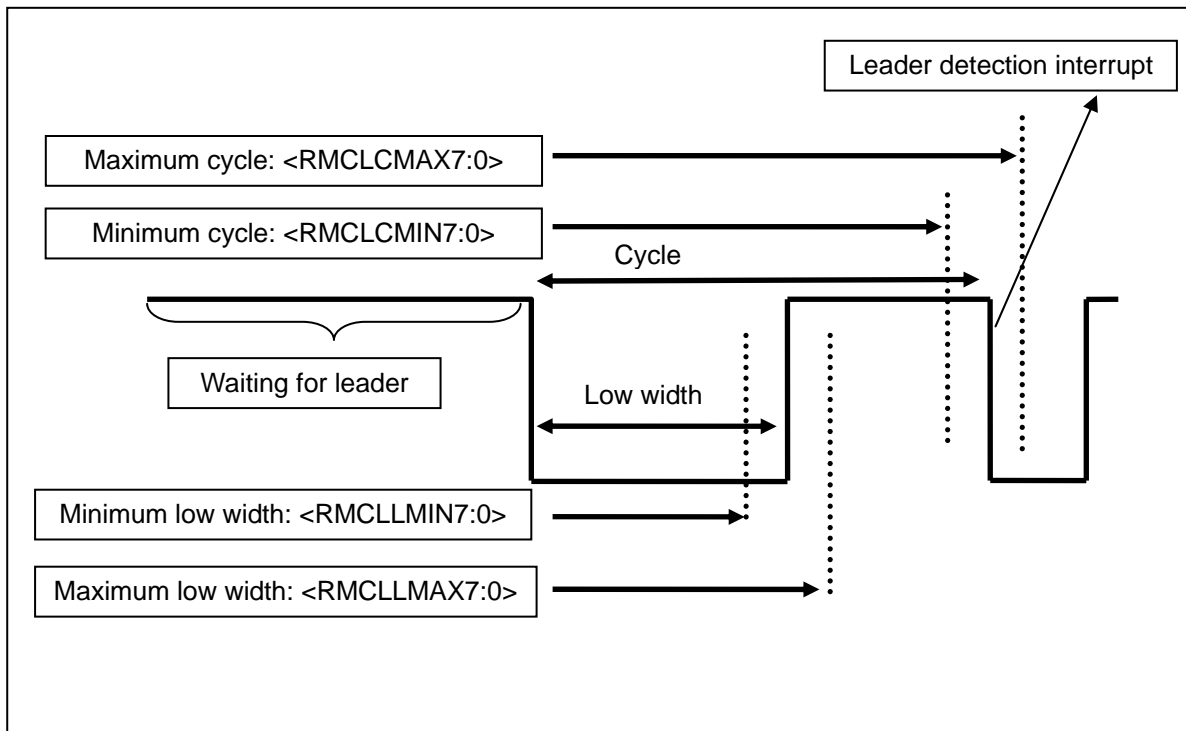 Leader detection interrupt
Maximum cycle: <RMCLCMAX7:0>
Minimum cycle: <RMCLCMIN7:0>
Cycle
Waiting for leader
Low width
Minimum low width: <RMCLLMIN7:0>
Maximum low width: <RMCLLMAX7:0>